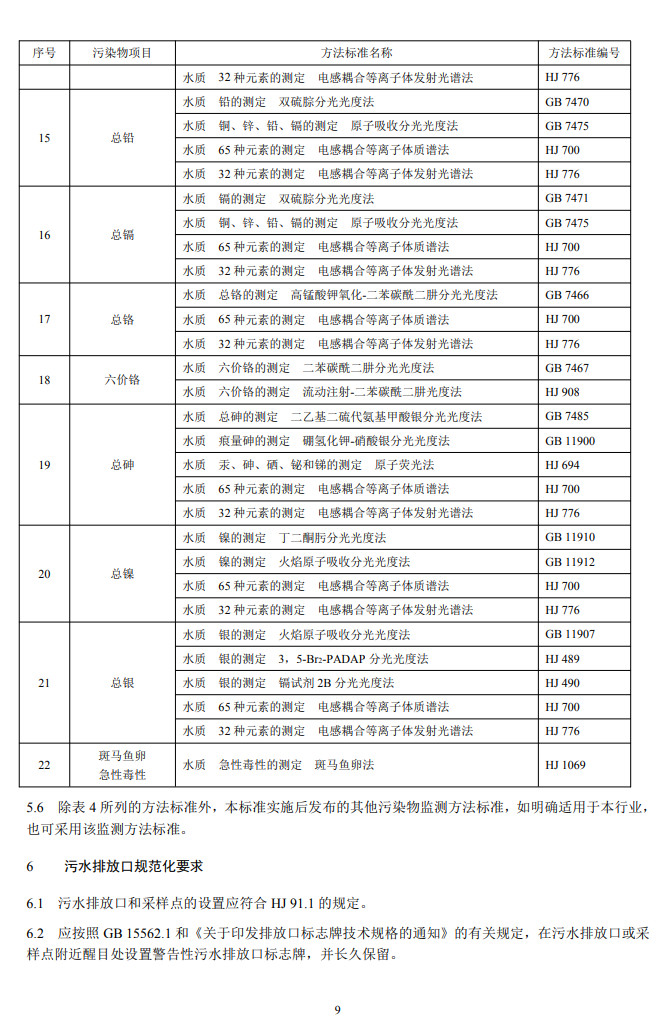 序号 污染物项目 方法标准名称 方法标准编号
水质 32 种元素的测定 电感耦合等离子体发射光谱法 HJ 776
水质 铅的测定 双硫腙分光光度法 GB 7470
水质 铜、锌、铅、镉的测定 原子吸收分光光度法 GB 7475
15 总铅
水质 65 种元素的测定 电感耦合等离子体质谱法 HJ 700
水质 32 种元素的测定 电感耦合等离子体发射光谱法 HJ 776
水质 镉的测定 双硫腙分光光度法 GB 7471
水质 铜、锌、铅、镉的测定 原子吸收分光光度法 GB 7475
16 总镉
水质 65 种元素的测定 电感耦合等离子体质谱法 HJ 700
水质 32 种元素的测定 电感耦合等离子体发射光谱法 HJ 776
水质 总铬的测定 高锰酸钾氧化-二苯碳酰二肼分光光度法 GB 7466
17 总铬 水质 65 种元素的测定 电感耦合等离子体质谱法 HJ 700
水质 32 种元素的测定 电感耦合等离子体发射光谱法 HJ 776
水质 六价铬的测定 二苯碳酰二肼分光光度法 GB 7467
18 六价铬
水质 六价铬的测定 流动注射-二苯碳酰二肼光度法 HJ 908
水质 总砷的测定 二乙基二硫代氨基甲酸银分光光度法 GB 7485
水质 痕量砷的测定 硼氢化钾-硝酸银分光光度法 GB 11900
19 总砷 水质 汞、砷、硒、铋和锑的测定 原子荧光法 HJ 694
水质 65 种元素的测定 电感耦合等离子体质谱法 HJ 700
水质 32 种元素的测定 电感耦合等离子体发射光谱法 HJ 776
水质 镍的测定 丁二酮肟分光光度法 GB 11910
水质 镍的测定 火焰原子吸收分光光度法 GB 11912
20 总镍
水质 65 种元素的测定 电感耦合等离子体质谱法 HJ 700
水质 32 种元素的测定 电感耦合等离子体发射光谱法 HJ 776
水质 银的测定 火焰原子吸收分光光度法 GB 11907
水质 银的测定 3，5-Br₂-PADAP 分光光度法 HJ 489
21 总银 水质 银的测定 镉试剂 2B 分光光度法 HJ 490
水质 65 种元素的测定 电感耦合等离子体质谱法 HJ 700
水质 32 种元素的测定 电感耦合等离子体发射光谱法 HJ 776
斑马鱼卵
22 水质 急性毒性的测定 斑马鱼卵法 HJ 1069
急性毒性
5.6 除表 4 所列的方法标准外，本标准实施后发布的其他污染物监测方法标准，如明确适用于本行业，
也可采用该监测方法标准。
6 污水排放口规范化要求
6.1 污水排放口和采样点的设置应符合 HJ 91.1 的规定。
6.2 应按照 GB 15562.1 和《关于印发排放口标志牌技术规格的通知》的有关规定，在污水排放口或采
样点附近醒目处设置警告性污水排放口标志牌，并长久保留。
9